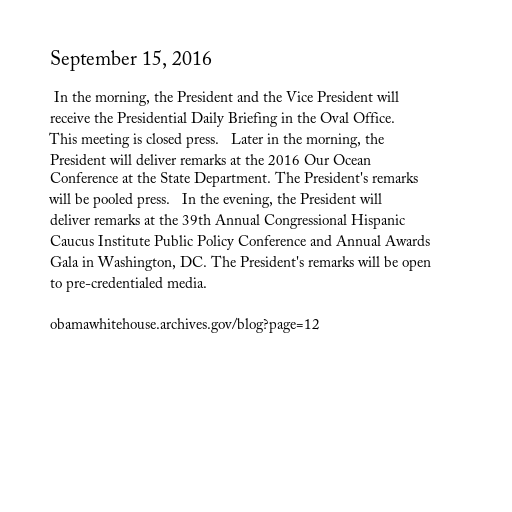 September 15, 2016
In the morning, the President and the Vice President will
receive the Presidential Daily Briefing in the Oval Office.
This meeting is closed press.   Later in the morning, the
President will deliver remarks at the 2016 Our Ocean
Conference at the State Department. The President's remarks
will be pooled press.   In the evening, the President will
deliver remarks at the 39th Annual Congressional Hispanic
Caucus Institute Public Policy Conference and Annual Awards
Gala in Washington, DC. The President's remarks will be open
to pre-credentialed media.
obamawhitehouse.archives.gov/blog?page=12